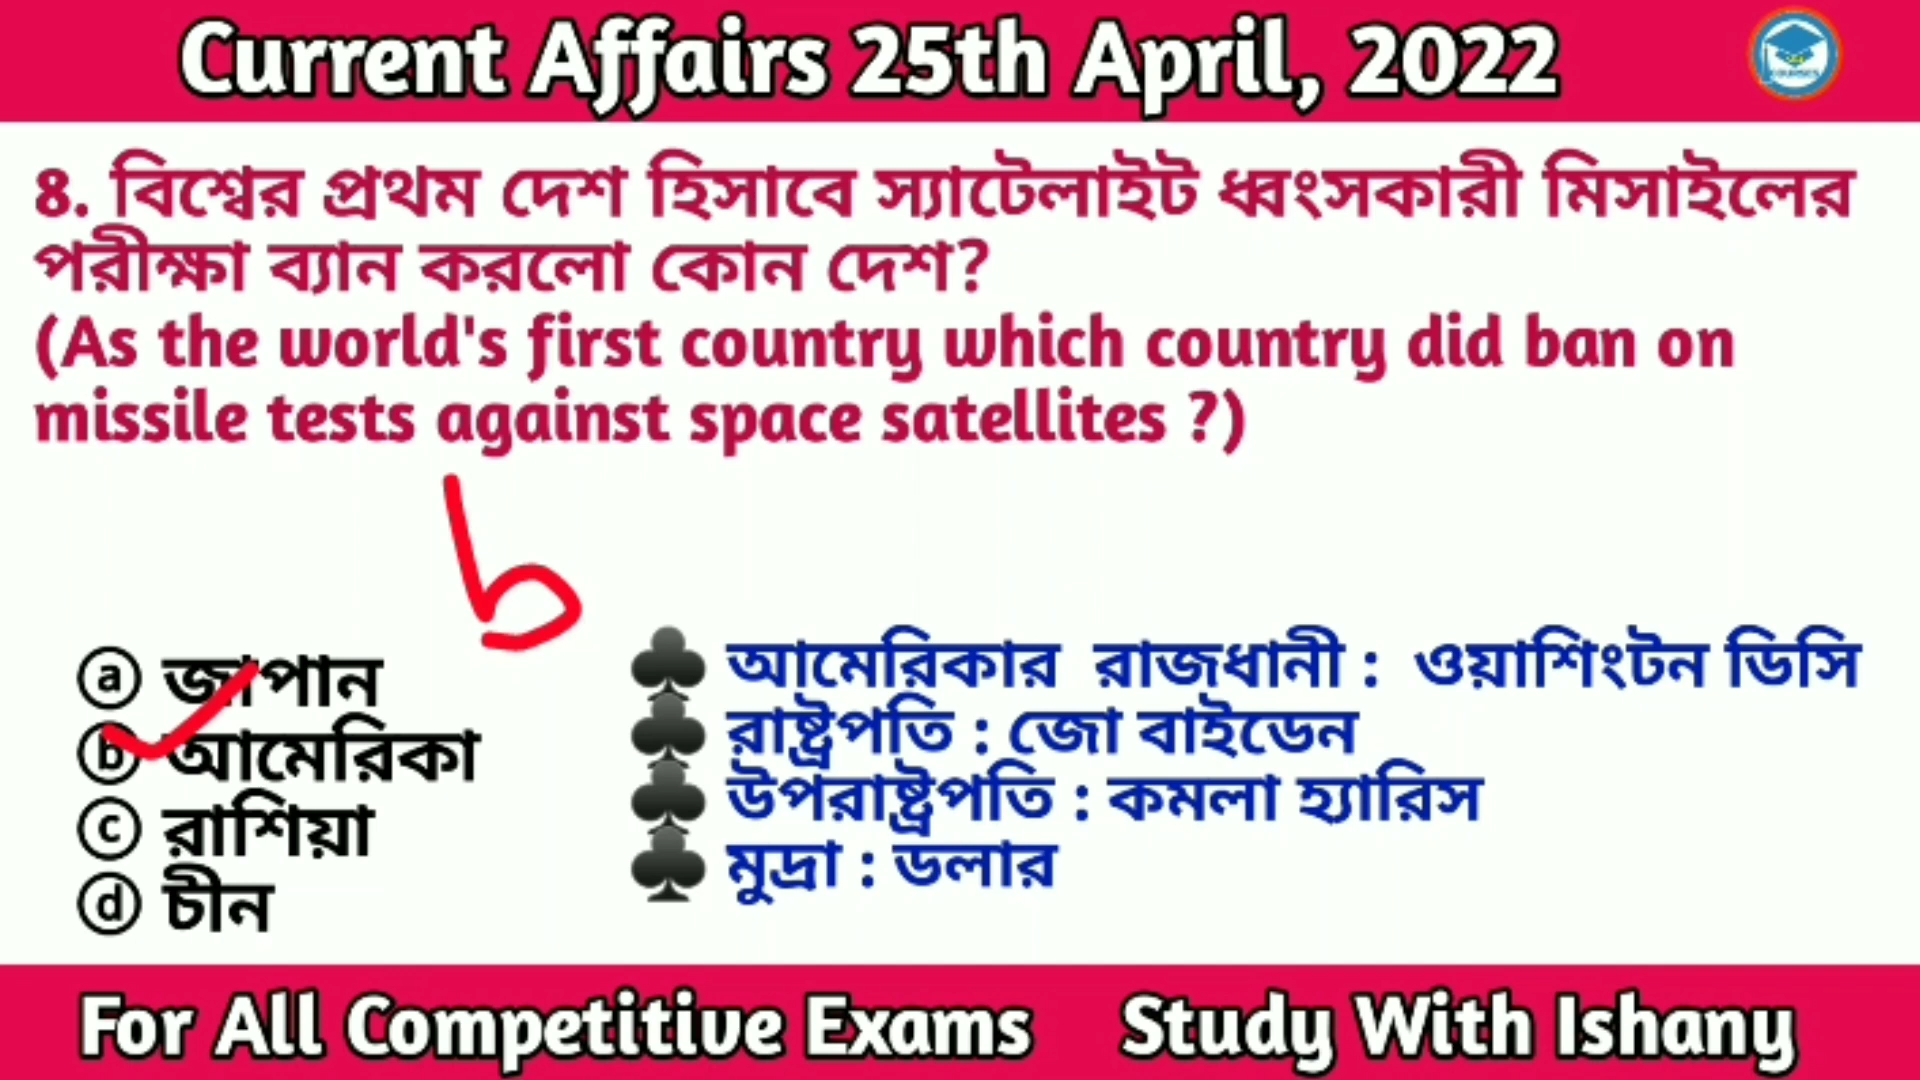 Current Affairs 25th April, 2022
COURSES
8. বিশ্বের প্রথম দেশ হিসাবে স্যাটেলাইট ধ্বংসকারী মিসাইলের
পরীক্ষা ব্যান করলো কোন দেশ?
(As the world's first country which country did ban on
missile tests against space satellites ?)
b
ⓐ জাপান
ⓑ আমেরিকা
ⓒ রাশিয়া
ⓓ চীন
♣ আমেরিকার রাজধানী : ওয়াশিংটন ডিসি
♣ রাষ্ট্রপতি : জো বাইডেন
♣ উপরাষ্ট্রপতি : কমলা হ্যারিস
♣ মুদ্রা : ডলার
For All Competitive Exams Study With Ishany